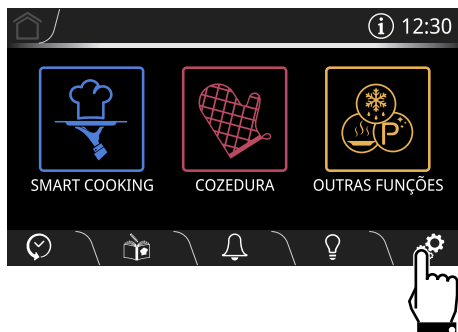 12:30
SMART COOKING
COZEDURA
OUTRAS FUNÇÕES
P